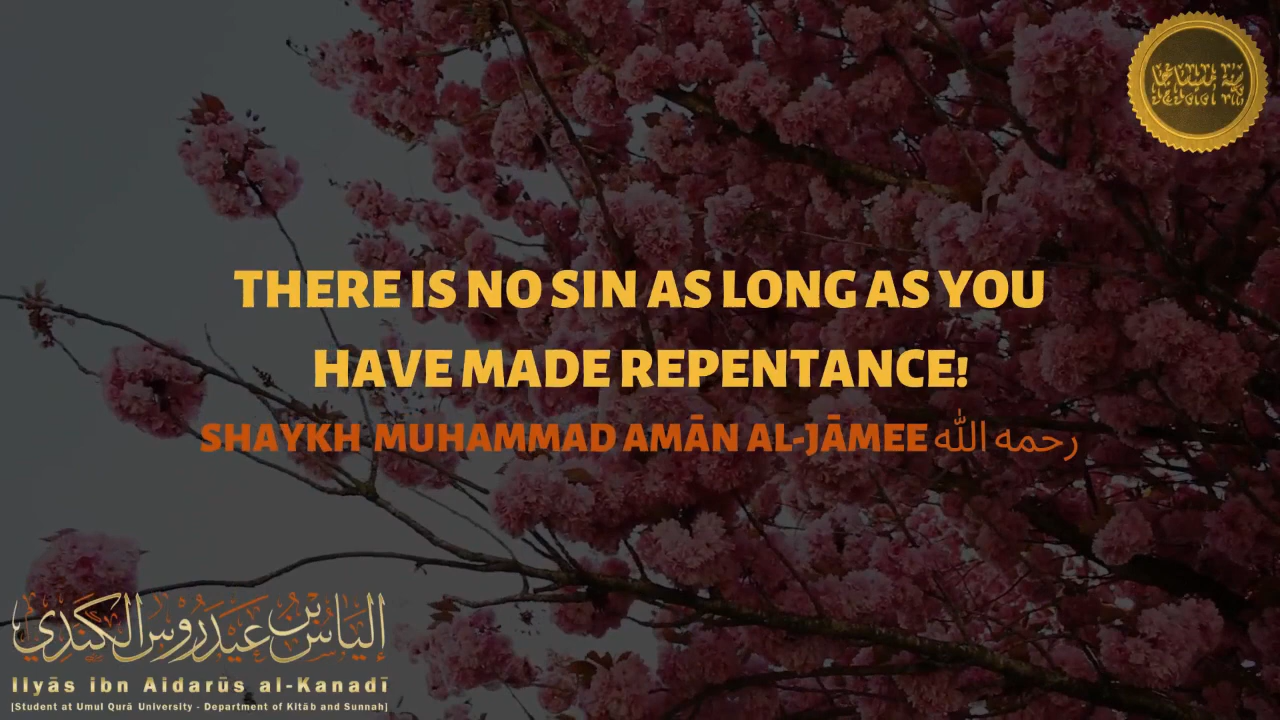 THERE IS NO SIN AS LONG AS YOU
HAVE MADE REPENTANCE!
SHAYKH MUHAMMAD AMĀN AL-JĀMEE رحمه الله
الياس بن عيدروس الكندي
Ilyās ibn Aidarūs al-Kanadī
[Student at Umul Qurā University - Department of Kitāb and Sunnah]